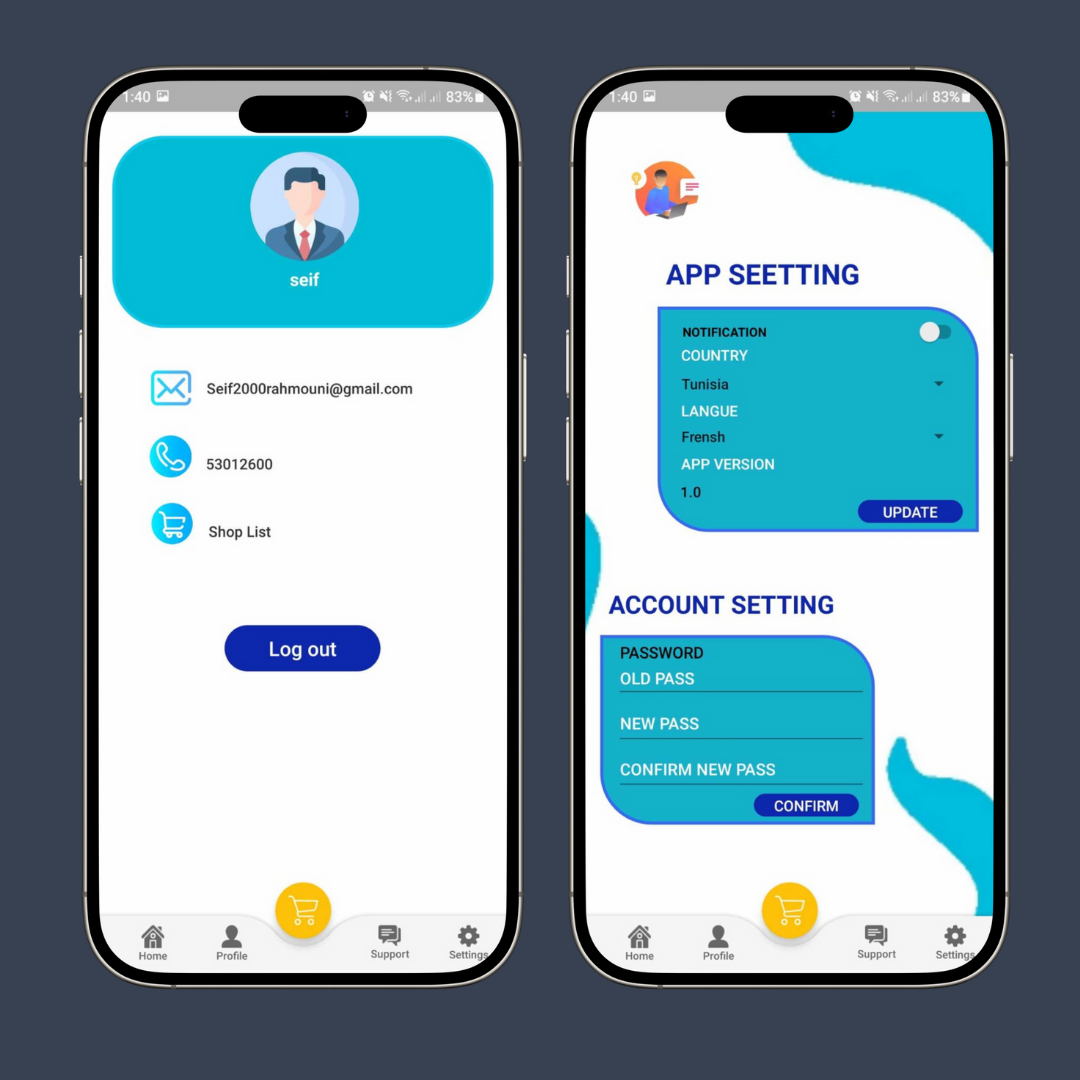 1:40 83%
seif
Seif2000rahmouni@gmail.com
53012600
Shop List
Log out
Home Profile Support Settings
1:40 83%
APP SEETTING
NOTIFICATION
COUNTRY
Tunisia
LANGUE
Frensh
APP VERSION
1.0
UPDATE
ACCOUNT SETTING
PASSWORD
OLD PASS
NEW PASS
CONFIRM NEW PASS
CONFIRM
Home Profile Support Settings